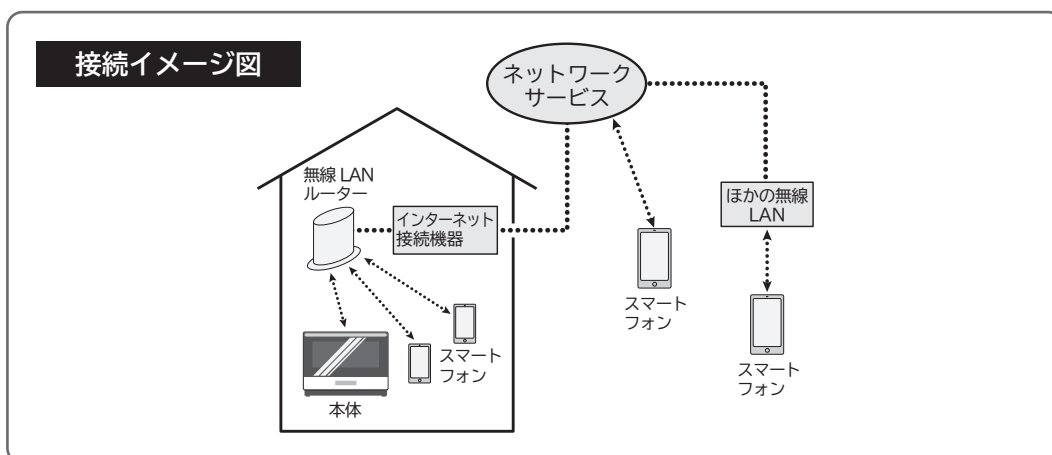 接続イメージ図
ネットワーク
サービス
無線 LAN
ルーター
インターネット
接続機器
ほかの無線
LAN
スマート
フォン
スマート
フォン
スマート
フォン
本体